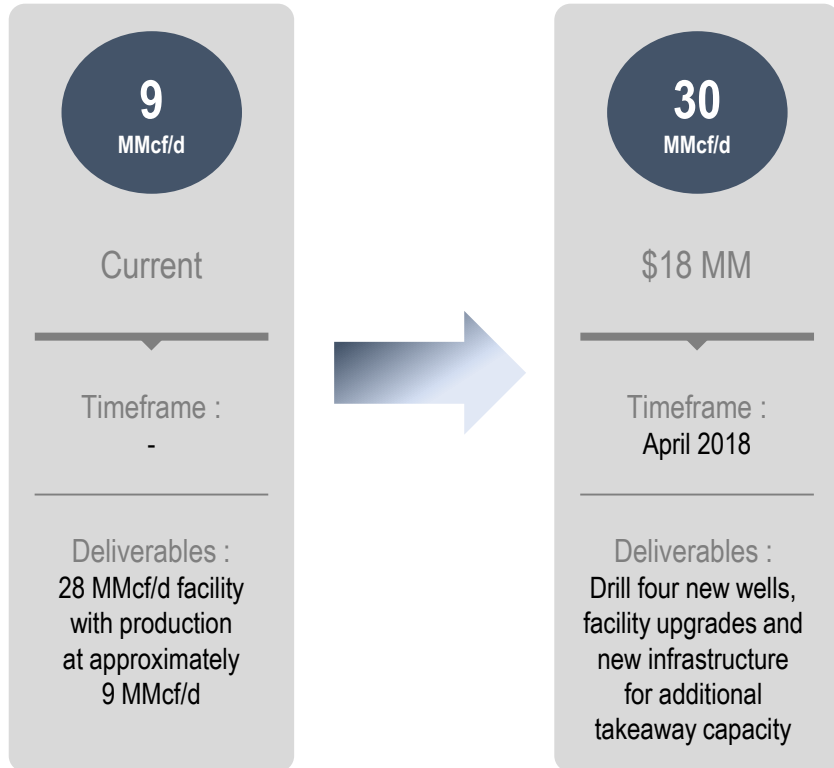 9
MMcf/d
Current
Timeframe :
-
Deliverables :
28 MMcf/d facility
with production
at approximately
9 MMcf/d
30
MMcf/d
$18 MM
Timeframe :
April 2018
Deliverables :
Drill four new wells,
facility upgrades and
new infrastructure
for additional
takeaway capacity